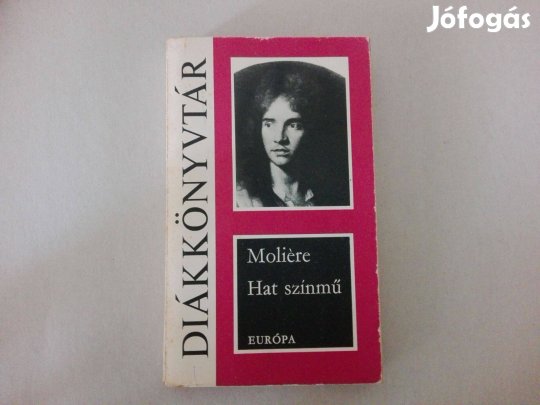 Jófogás
DIÁKKÖNYVTÁR
Molière
Hat színmű
EURÓPA